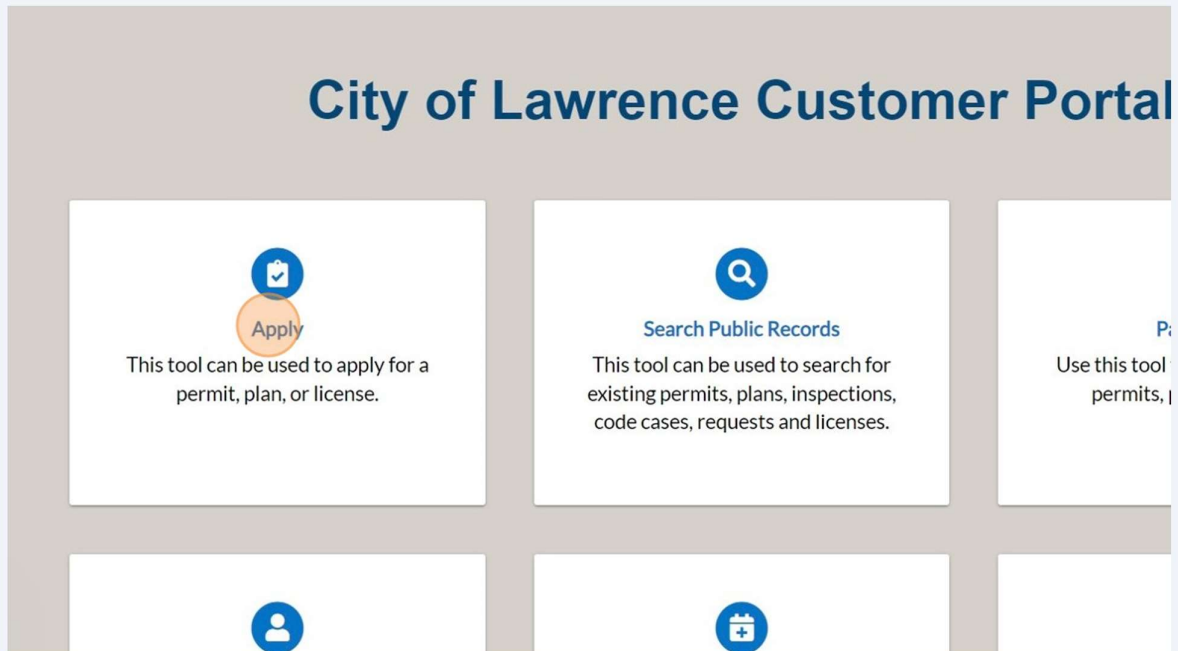 City of Lawrence Customer Portal
Apply
This tool can be used to apply for a
permit, plan, or license.
Search Public Records
This tool can be used to search for
existing permits, plans, inspections,
code cases, requests and licenses.
Use this tool
permits,